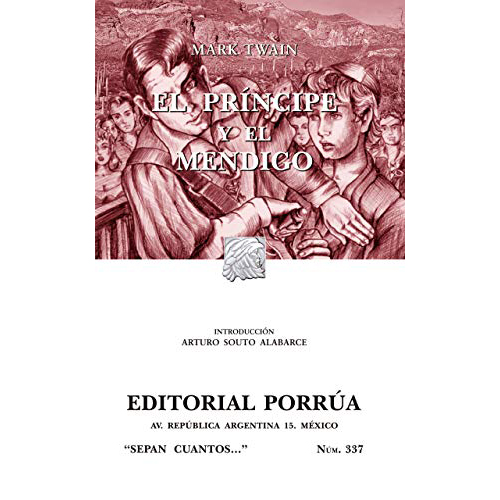 MARK TWAIN
EL PRÍNCIPE
Y EL
MENDIGO
INTRODUCCIÓN
ARTURO SOUTO ALABARCE
EDITORIAL PORRÚA
AV. REPÚBLICA ARGENTINA 15. MÉXICO
“SEPAN CUANTOS...” NÚM. 337